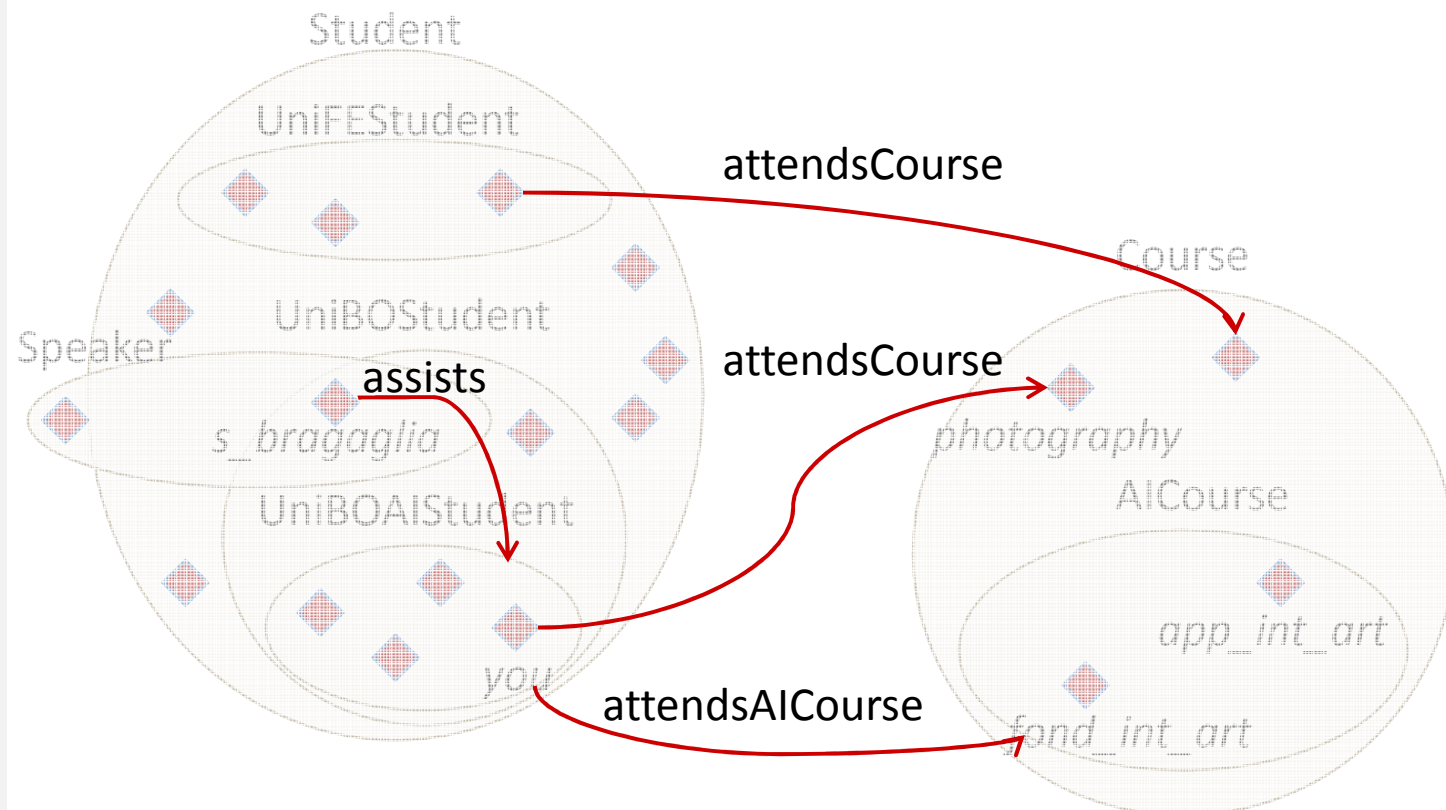 Student
UniFEStudent
attendsCourse
Course
UniBOStudent
Speaker
attendsCourse
assists
s_bragaglia
photography
UniBOAIStudent
AICourse
app_int_art
you
attendsAICourse
fond_int_art